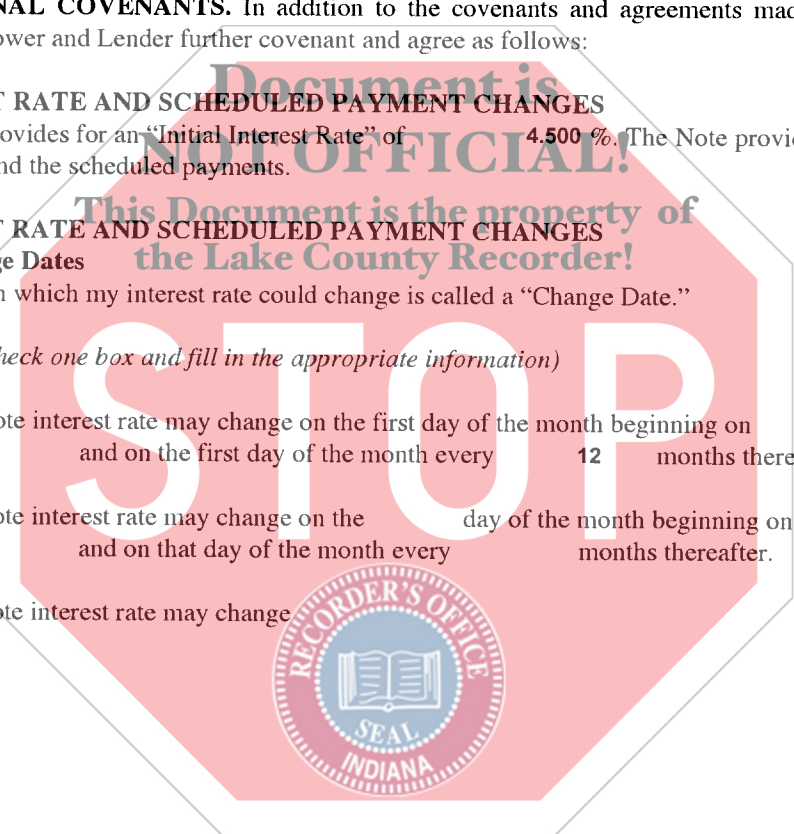 NAL COVENANTS. In addition to the covenants and agreements mad
ower and Lender further covenant and agree as follows:
Document is
T RATE AND SCHEDULED PAYMENT CHANGES
ovides for an “Initial Interest Rate” of 4.500 %. The Note provi
NOT OFFICIAL!
nd the scheduled payments.
This Document is the property of
T RATE AND SCHEDULED PAYMENT CHANGES
ge Dates
the Lake County Recorder!
n which my interest rate could change is called a “Change Date.”
heck one box and fill in the appropriate information)
STOP
ote interest rate may change on the first day of the month beginning on
and on the first day of the month every 12 months there
ote interest rate may change on the day of the month beginning on
and on that day of the month every months thereafter.
ote interest rate may change
RECORDER'S OFFICE
SEAL
INDIANA